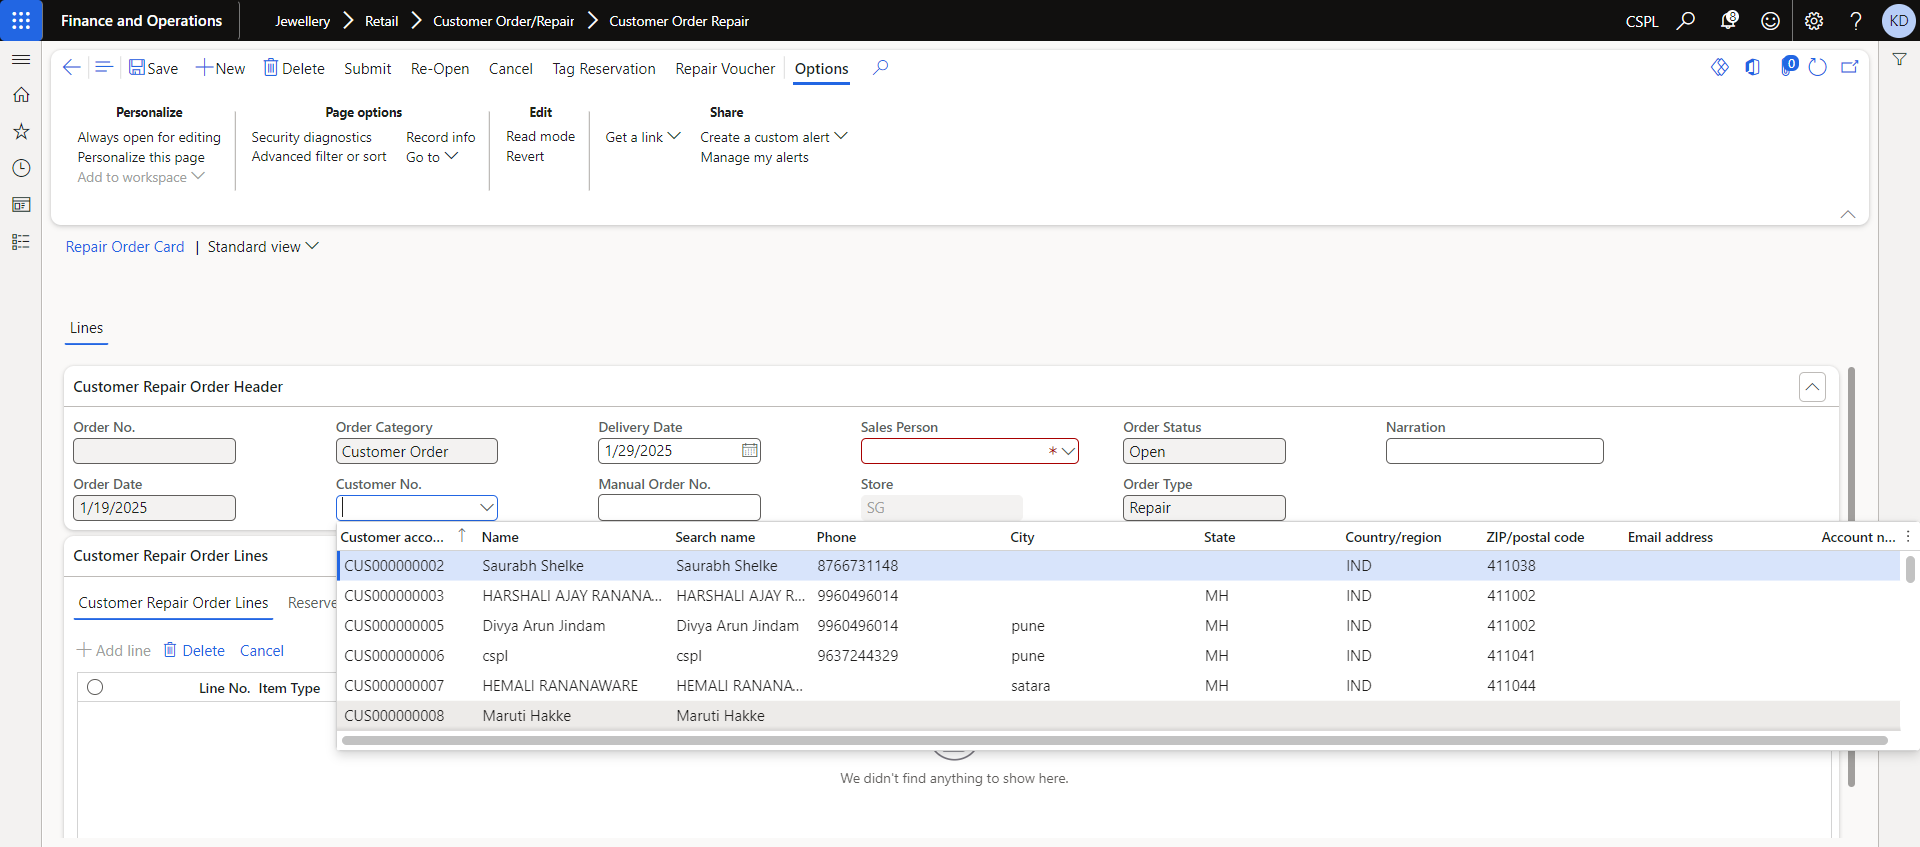 Finance and Operations Jewellery Retail Customer Order/Repair Customer Order Repair CSPL 8 ? KD
Save New Delete Submit Re-Open Cancel Tag Reservation Repair Voucher Options 0
Personalize Page options Edit Share
Always open for editing Security diagnostics Record info Read mode Get a link Create a custom alert
Personalize this page Advanced filter or sort Go to Revert Manage my alerts
Add to workspace
Repair Order Card | Standard view
Lines
Customer Repair Order Header
Order No. Order Category Delivery Date Sales Person Order Status Narration
Customer Order 1/29/2025 * Open
Order Date Customer No. Manual Order No. Store Order Type
1/19/2025 SG Repair
Customer acco... Name Search name Phone City State Country/region ZIP/postal code Email address Account n...
Customer Repair Order Lines
CUS000000002 Saurabh Shelke Saurabh Shelke 8766731148 IND 411038
CUS000000003 HARSHALI AJAY RANANA... HARSHALI AJAY R... 9960496014 MH IND 411002
Customer Repair Order Lines Reserve
CUS000000005 Divya Arun Jindam Divya Arun Jindam 9960496014 pune MH IND 411002
Add line Delete Cancel
CUS000000006 cspl cspl 9637244329 pune MH IND 411041
Line No. Item Type
CUS000000007 HEMALI RANANAWARE HEMALI RANANA... satara MH IND 411044
CUS000000008 Maruti Hakke Maruti Hakke
We didn't find anything to show here.